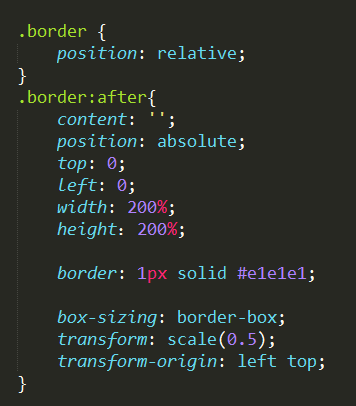 .border {
    position: relative;
}
.border:after{
    content: '';
    position: absolute;
    top: 0;
    left: 0;
    width: 200%;
    height: 200%;

    border: 1px solid #e1e1e1;

    box-sizing: border-box;
    transform: scale(0.5);
    transform-origin: left top;
}